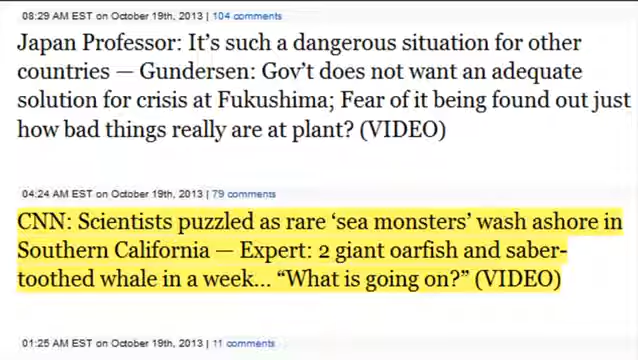 08:29 AM EST on October 19th, 2013 | 104 comments
Japan Professor: It's such a dangerous situation for other
countries — Gundersen: Gov't does not want an adequate
solution for crisis at Fukushima; Fear of it being found out just
how bad things really are at plant? (VIDEO)
04:24 AM EST on October 19th, 2013 | 79 comments
CNN: Scientists puzzled as rare ‘sea monsters’ wash ashore in
Southern California — Expert: 2 giant oarfish and saber-
toothed whale in a week… “What is going on?” (VIDEO)
01:25 AM EST on October 19th, 2013 | 11 comments